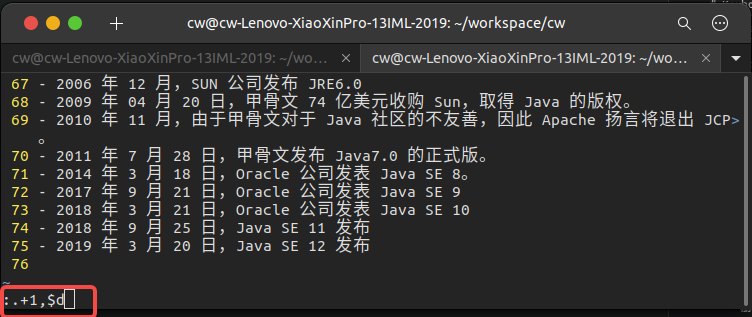 cw@cw-Lenovo-XiaoXinPro-13IML-2019: ~/workspace/cw
cw@cw-Lenovo-XiaoXinPro-13IML-2019: ~/wo... × cw@cw-Lenovo-XiaoXinPro-13IML-2019: ~/wo... ×
67 - 2006 年 12 月，SUN 公司发布 JRE6.0
68 - 2009 年 04 月 20 日，甲骨文 74 亿美元收购 Sun，取得 Java 的版权。
69 - 2010 年 11 月，由于甲骨文对于 Java 社区的不友善，因此 Apache 扬言将退出 JCP>
。
70 - 2011 年 7 月 28 日，甲骨文发布 Java7.0 的正式版。
71 - 2014 年 3 月 18 日，Oracle 公司发表 Java SE 8。
72 - 2017 年 9 月 21 日，Oracle 公司发表 Java SE 9
73 - 2018 年 3 月 21 日，Oracle 公司发表 Java SE 10
74 - 2018 年 9 月 25 日，Java SE 11 发布
75 - 2019 年 3 月 20 日，Java SE 12 发布
76
~
:.+1,$d